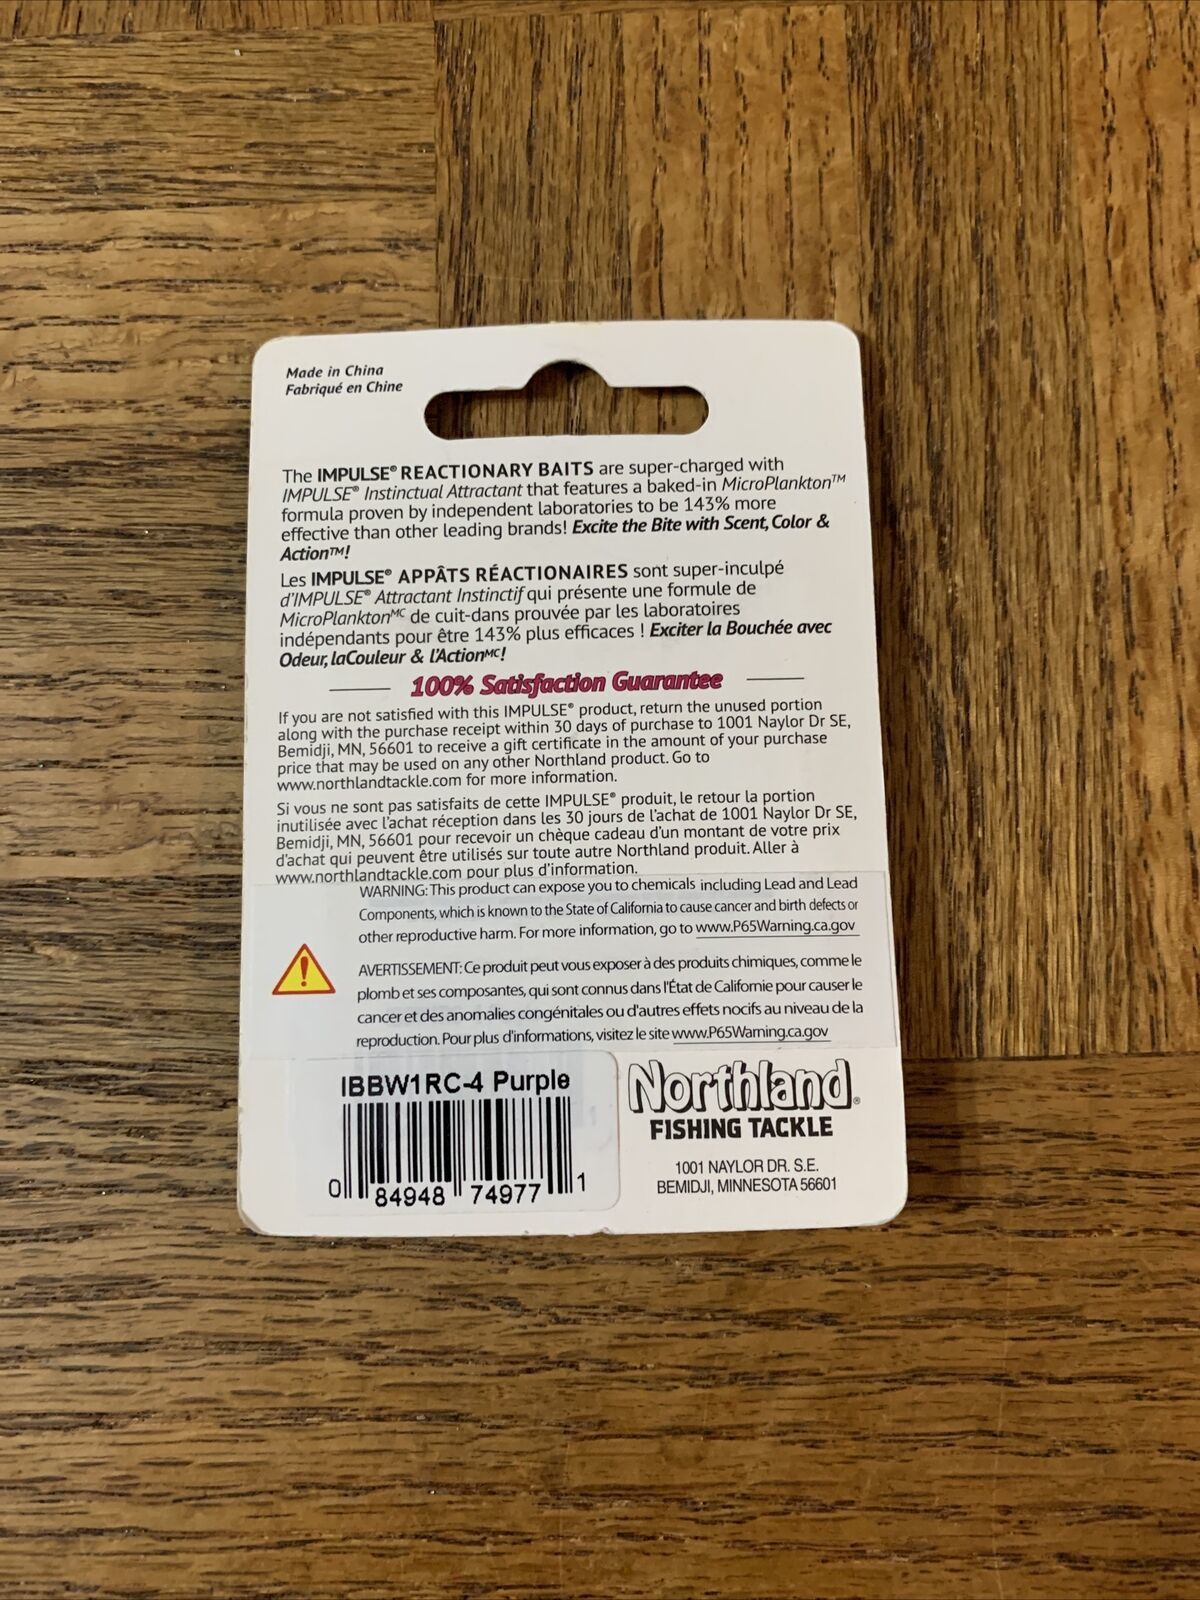 Made in China
Fabriqué en Chine
The IMPULSE® REACTIONARY BAITS are super-charged with
IMPULSE® Instinctual Attractant that features a baked-in MicroPlankton™
formula proven by independent laboratories to be 143% more
effective than other leading brands! Excite the Bite with Scent, Color &
Action™!
Les IMPULSE® APPÂTS RÉACTIONAIRES sont super-inculpé
d'IMPULSE® Attractant Instinctif qui présente une formule de
MicroPlanktonᴹᶜ de cuit-dans prouvée par les laboratoires
indépendants pour être 143% plus efficaces ! Exciter la Bouchée avec
Odeur, laCouleur & l'Actionᴹᶜ!
100% Satisfaction Guarantee
If you are not satisfied with this IMPULSE® product, return the unused portion
along with the purchase receipt within 30 days of purchase to 1001 Naylor Dr SE,
Bemidji, MN, 56601 to receive a gift certificate in the amount of your purchase
price that may be used on any other Northland product. Go to
www.northlandtackle.com for more information.
Si vous ne sont pas satisfaits de cette IMPULSE® produit, le retour la portion
inutilisée avec l'achat réception dans les 30 jours de l'achat de 1001 Naylor Dr SE,
Bemidji, MN, 56601 pour recevoir un chèque cadeau d'un montant de votre prix
d'achat qui peuvent être utilisés sur toute autre Northland produit. Aller à
www.northlandtackle.com pour plus d'information.
WARNING: This product can expose you to chemicals including Lead and Lead
Components, which is known to the State of California to cause cancer and birth defects or
other reproductive harm. For more information, go to www.P65Warning.ca.gov
AVERTISSEMENT: Ce produit peut vous exposer à des produits chimiques, comme le
plomb et ses composantes, qui sont connus dans l'État de Californie pour causer le
cancer et des anomalies congénitales ou d'autres effets nocifs au niveau de la
reproduction. Pour plus d'informations, visitez le site www.P65Warning.ca.gov
IBBW1RC-4 Purple
0 84948 74977 1
Northland®
FISHING TACKLE
1001 NAYLOR DR. S.E.
BEMIDJI, MINNESOTA 56601